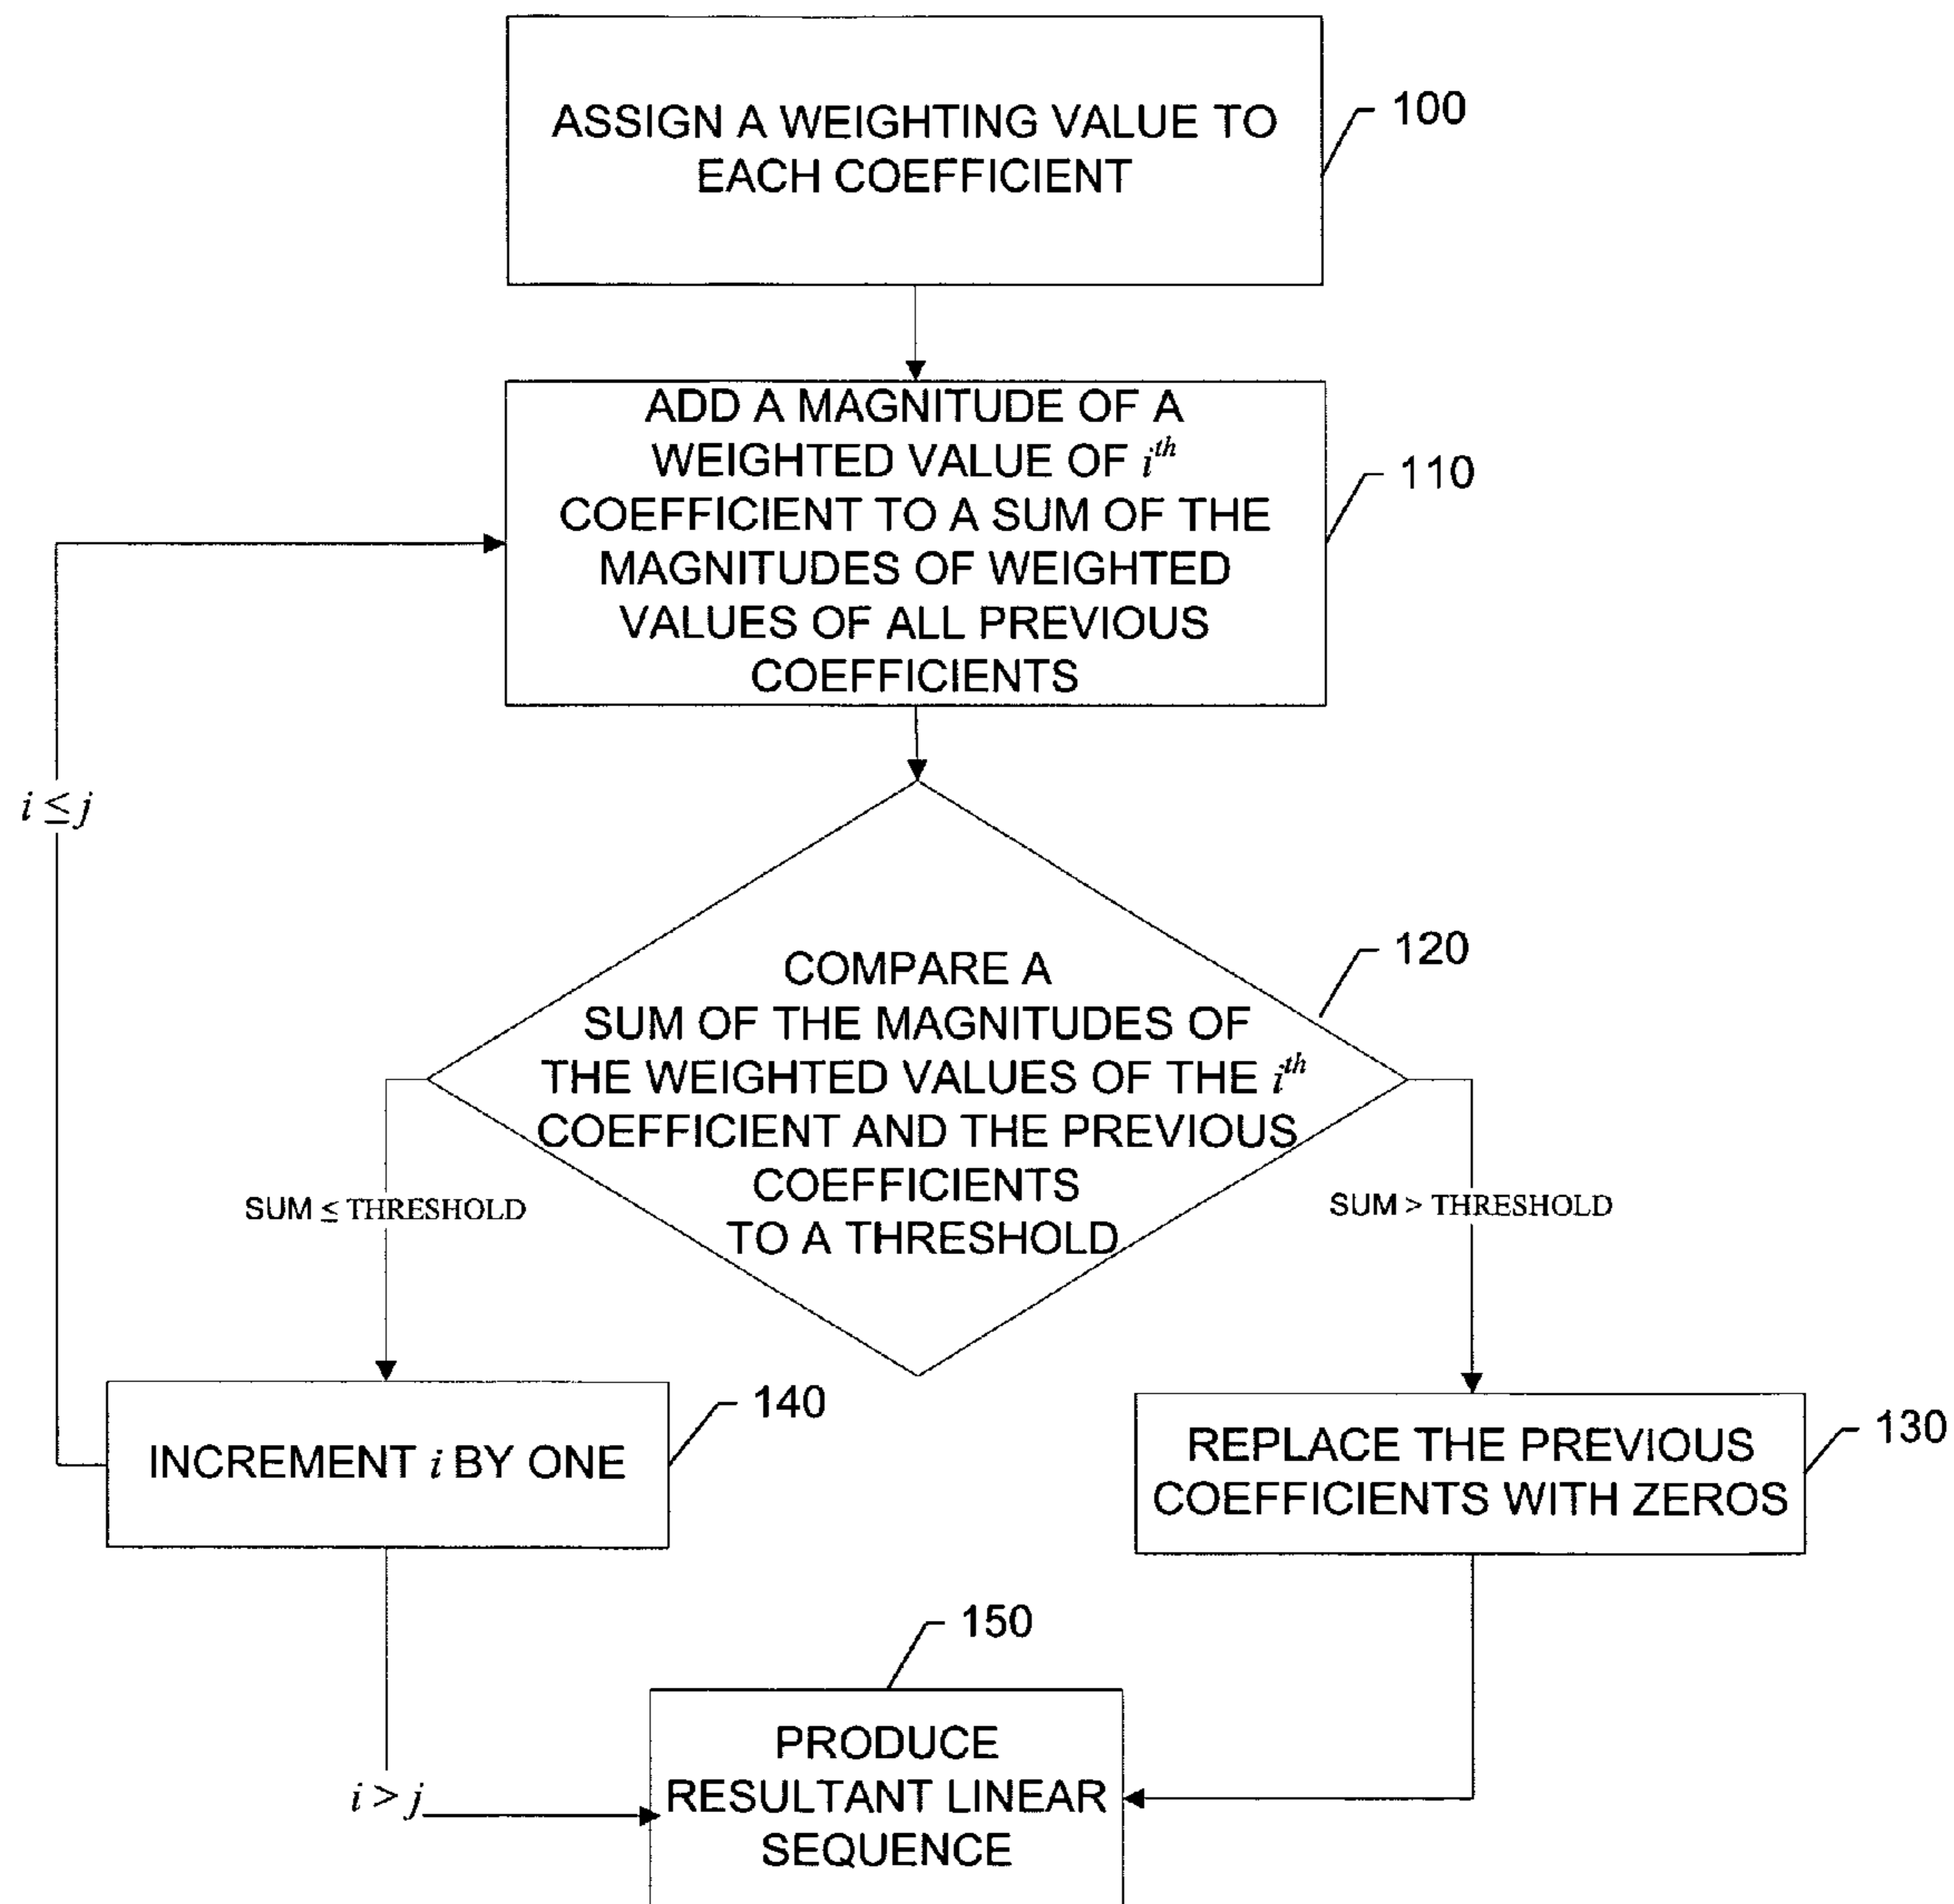 ASSIGN A WEIGHTING VALUE TO
EACH COEFFICIENT
100
ADD A MAGNITUDE OF A
WEIGHTED VALUE OF i^th
COEFFICIENT TO A SUM OF THE
MAGNITUDES OF WEIGHTED
VALUES OF ALL PREVIOUS
COEFFICIENTS
110
i ≤ j
COMPARE A
SUM OF THE MAGNITUDES OF
THE WEIGHTED VALUES OF THE i^th
COEFFICIENT AND THE PREVIOUS
COEFFICIENTS
TO A THRESHOLD
120
SUM ≤ THRESHOLD
SUM > THRESHOLD
INCREMENT i BY ONE
140
REPLACE THE PREVIOUS
COEFFICIENTS WITH ZEROS
130
i > j
150
PRODUCE
RESULTANT LINEAR
SEQUENCE